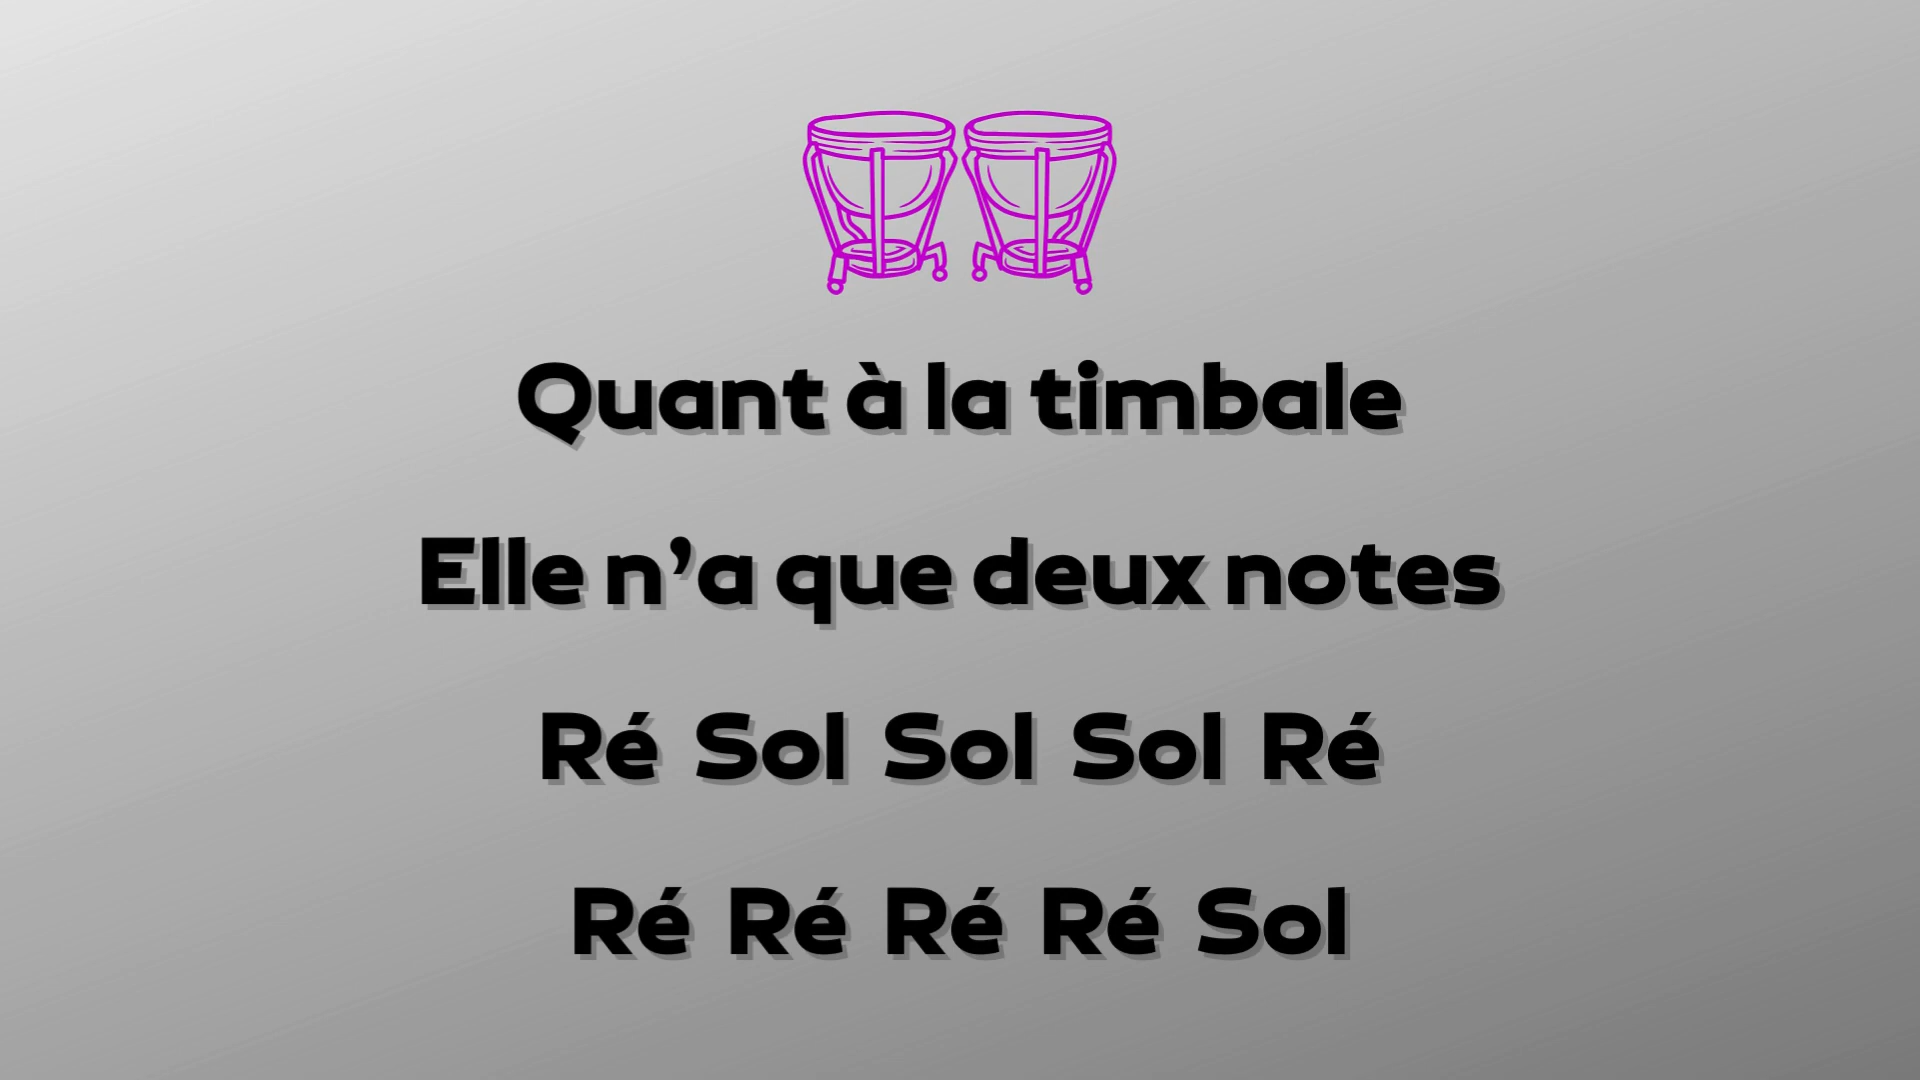 Quant à la timbale
Elle n’a que deux notes
Ré Sol Sol Sol Ré
Ré Ré Ré Ré Sol